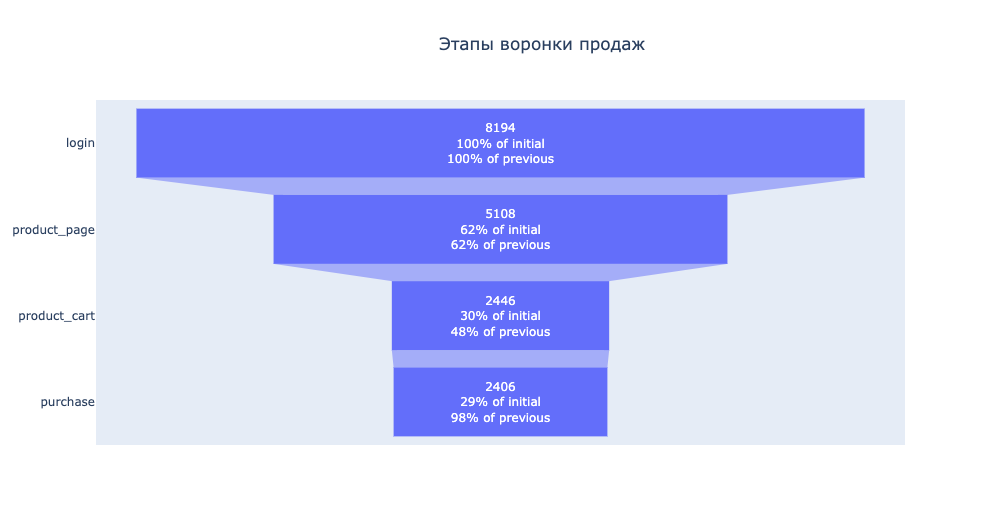 Этапы воронки продаж
login
8194
100% of initial
100% of previous
product_page
5108
62% of initial
62% of previous
product_cart
2446
30% of initial
48% of previous
purchase
2406
29% of initial
98% of previous